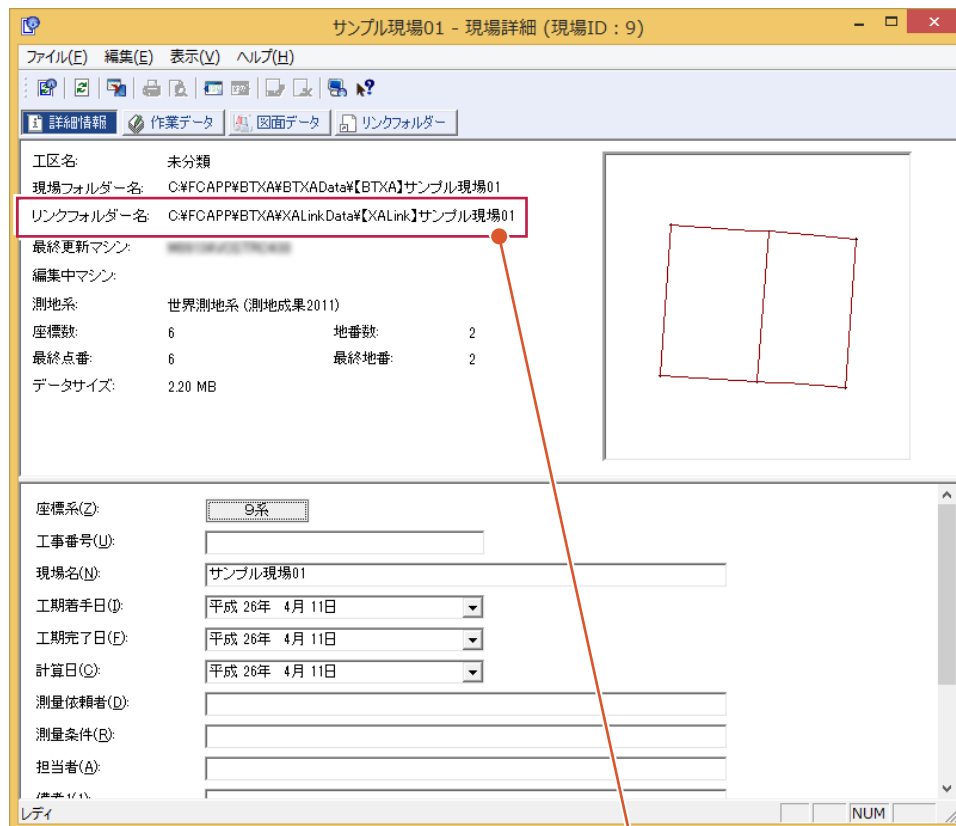 サンプル現場01 - 現場詳細 (現場ID : 9)
ファイル(F) 編集(E) 表示(V) ヘルプ(H)
詳細情報 作業データ 図面データ リンクフォルダー
工区名: 未分類
現場フォルダー名: C:¥FCAPP¥BTXA¥BTXAData¥【BTXA】サンプル現場01
リンクフォルダー名: C:¥FCAPP¥BTXA¥XALinkData¥【XALink】サンプル現場01
最終更新マシン:
編集中マシン:
測地系: 世界測地系 (測地成果2011)
座標数: 6 地番数: 2
最終点番: 6 最終地番: 2
データサイズ: 2.20 MB
座標系(Z): 9系
工事番号(U):
現場名(N): サンプル現場01
工期着手日(I): 平成 26年 4月 11日
工期完了日(F): 平成 26年 4月 11日
計算日(C): 平成 26年 4月 11日
測量依頼者(D):
測量条件(R):
担当者(A):
レディ NUM